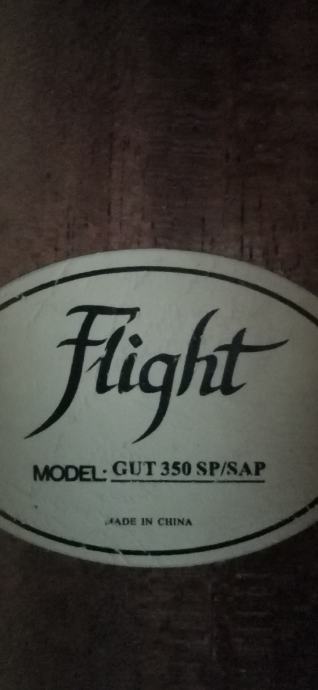 Flight
MODEL: GUT 350 SP/SAP
MADE IN CHINA